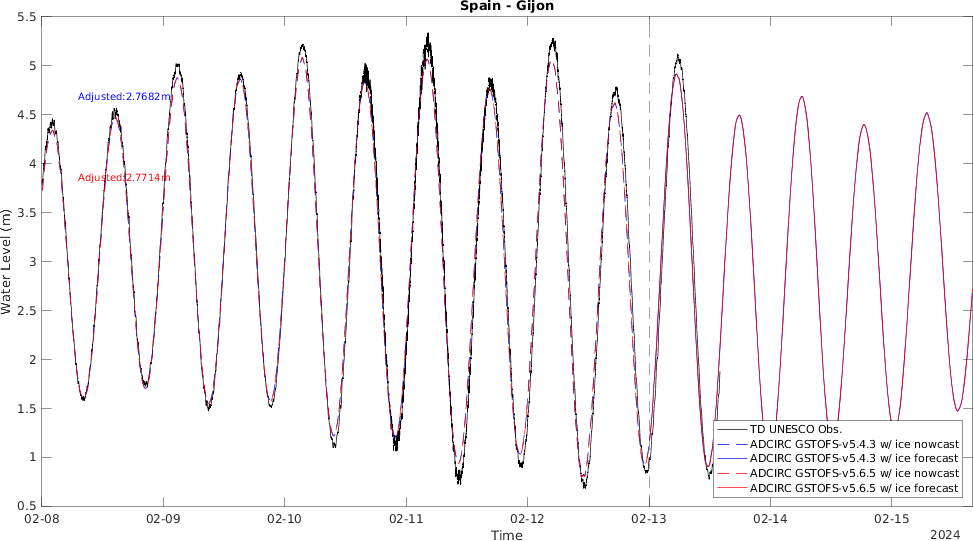 Spain - Gijon
5.5
5
4.5
4
3.5
3
2.5
2
1.5
1
0.5
Water Level (m)
Adjusted:2.7682m
Adjusted:2.7714m
TD UNESCO Obs.
ADCIRC GSTOFS-v5.4.3 w/ ice nowcast
ADCIRC GSTOFS-v5.4.3 w/ ice forecast
ADCIRC GSTOFS-v5.6.5 w/ ice nowcast
ADCIRC GSTOFS-v5.6.5 w/ ice forecast
02-08 02-09 02-10 02-11 02-12 02-13 02-14 02-15
Time
2024